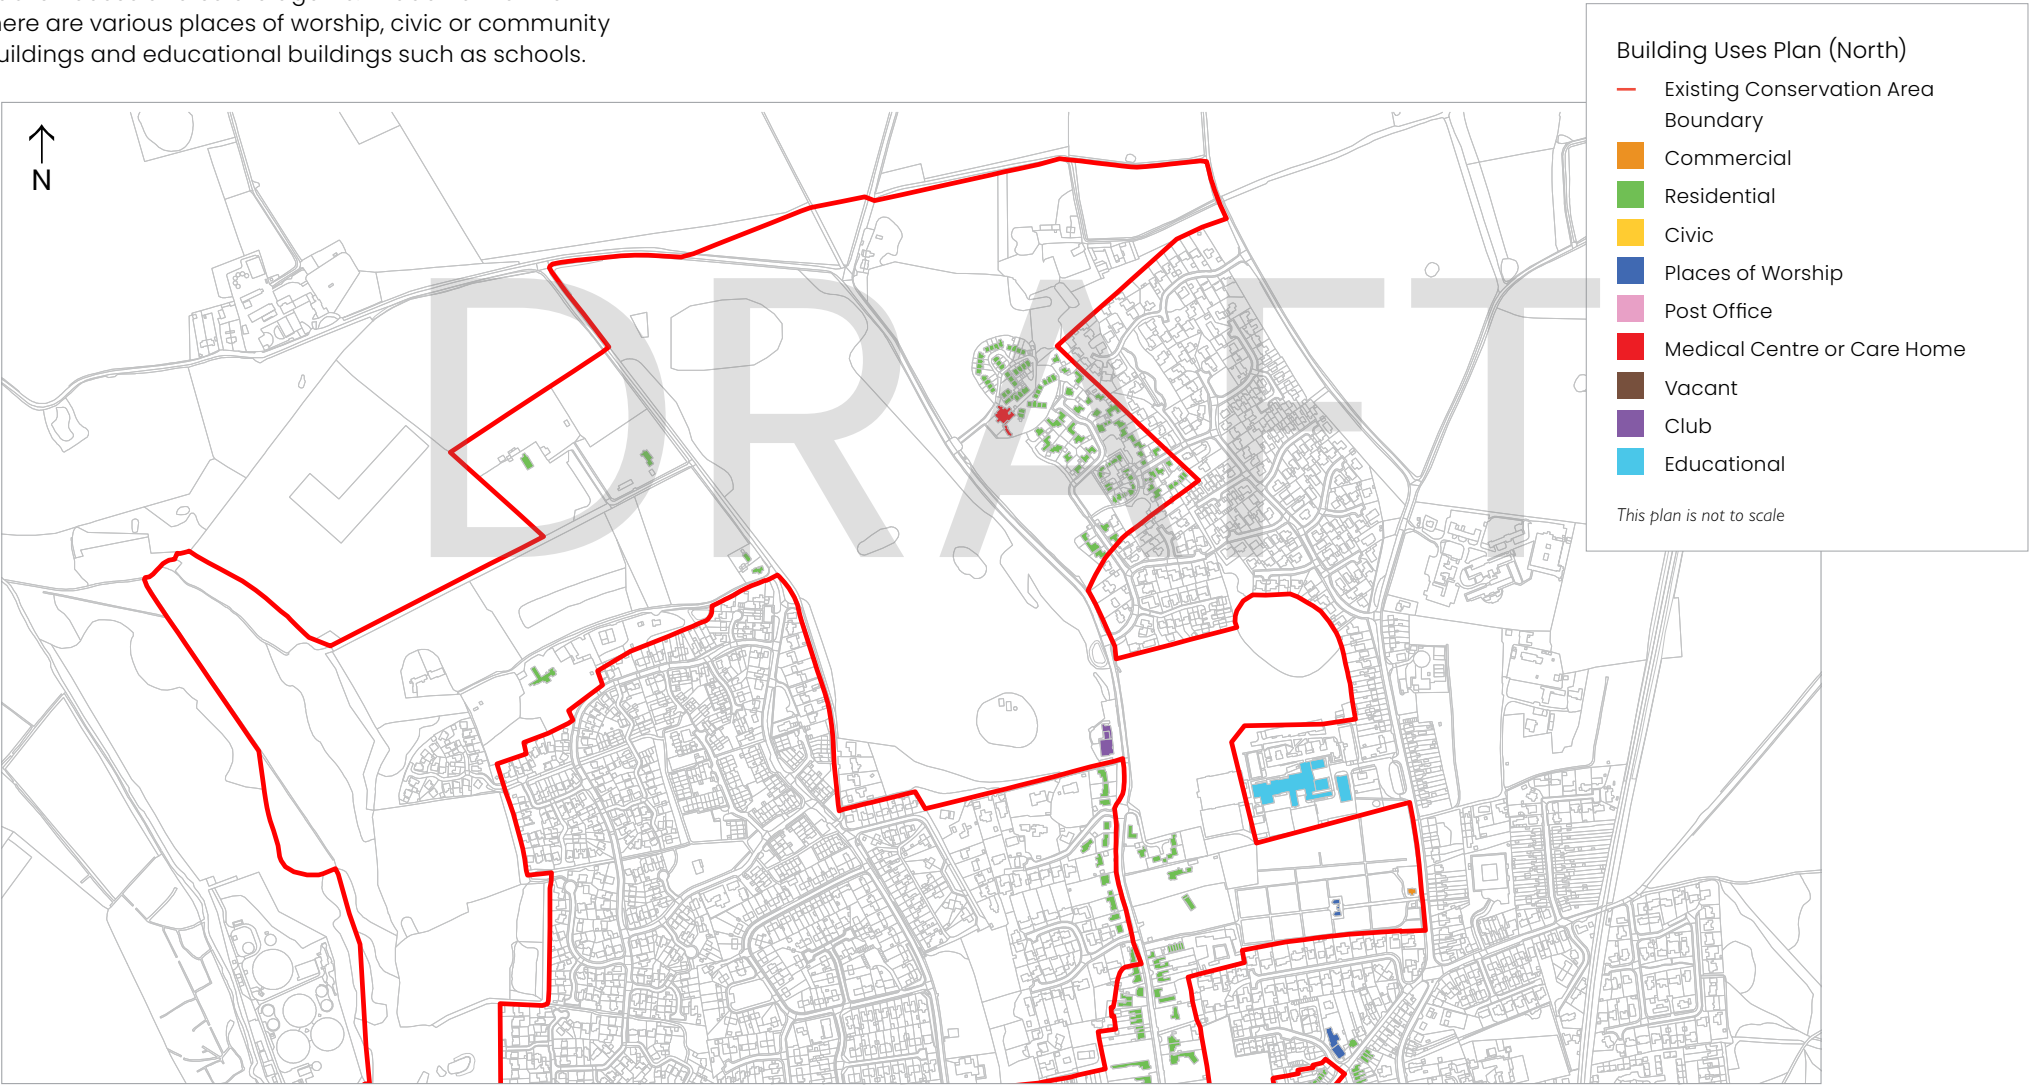 here are various places of worship, civic or community
uildings and educational buildings such as schools.
N
DRAFT
Building Uses Plan (North)
Existing Conservation Area
Boundary
Commercial
Residential
Civic
Places of Worship
Post Office
Medical Centre or Care Home
Vacant
Club
Educational
This plan is not to scale